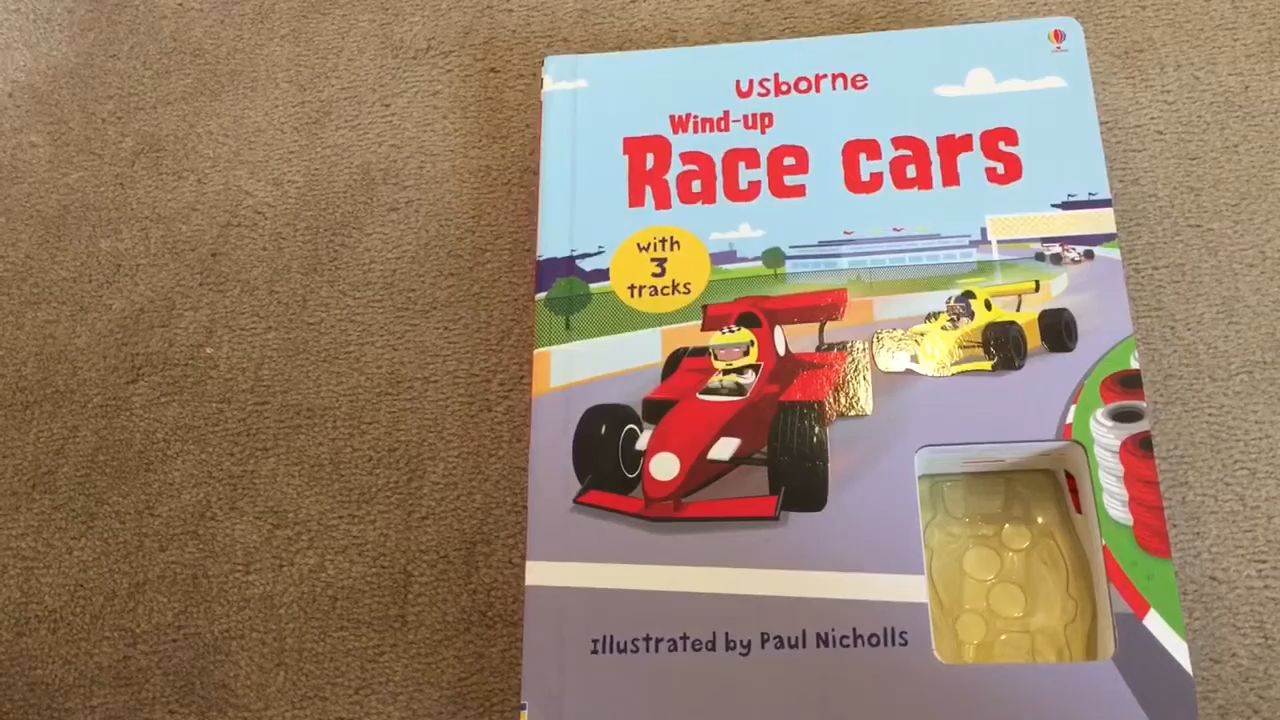 usborne
Wind-up
Race cars
with
3
tracks
Illustrated by Paul Nicholls